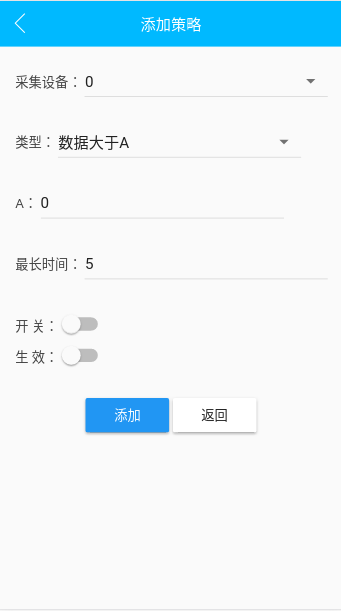 添加策略
采集设备： 0
类型： 数据大于A
A： 0
最长时间： 5
开 关：
生 效：
添加 返回